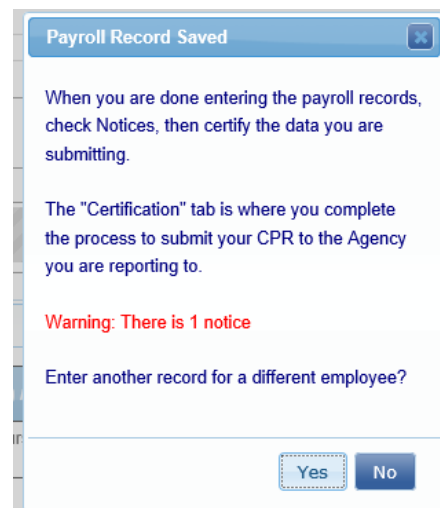 Payroll Record Saved
When you are done entering the payroll records,
check Notices, then certify the data you are
submitting.
The "Certification" tab is where you complete
the process to submit your CPR to the Agency
you are reporting to.
Warning: There is 1 notice
Enter another record for a different employee?
Yes No